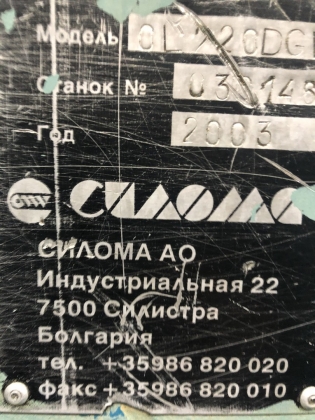 Модель OL
Станок №
Год 2003
СИЛОМА
СИЛОМА АО
Индустриальная 22
7500 Силистра
Болгария
тел. +35986 820 020
факс +35986 820 010